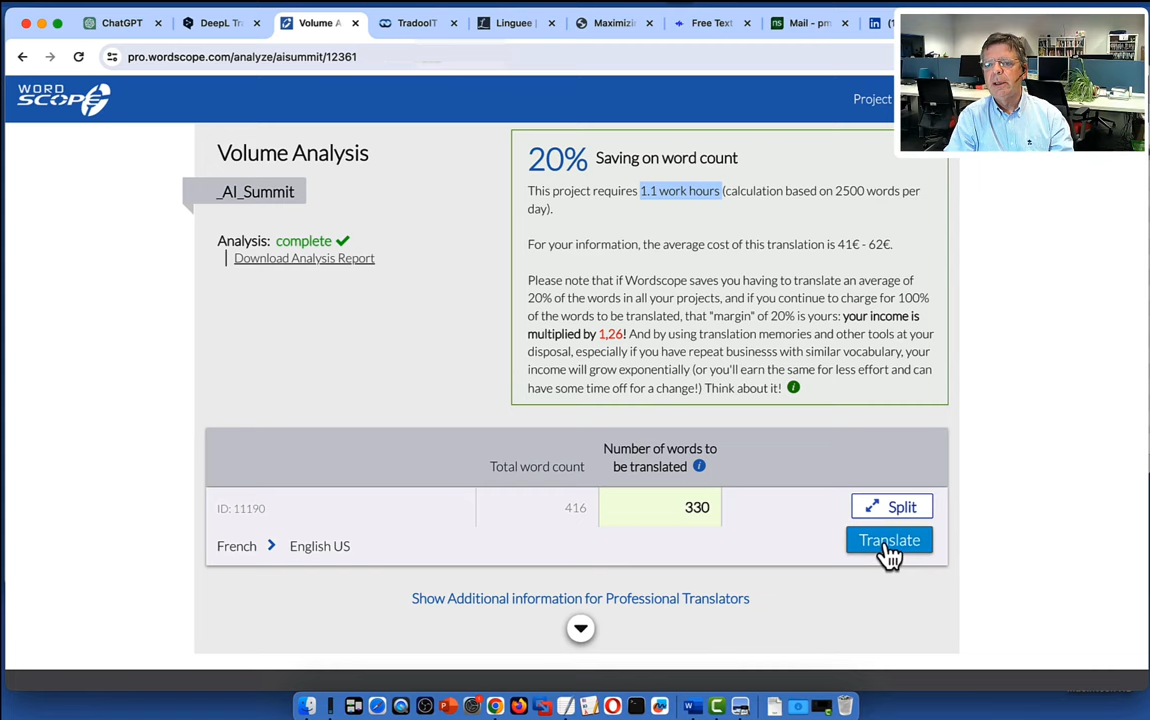 ChatGPT
DeepL Tr
Volume A
TradooIT
Linguee
Maximizi
Free Text
Mail - pm
pro.wordscope.com/analyze/aisummit/12361
WORD
SCOPE
Project
Volume Analysis
_AI_Summit
Analysis: complete
Download Analysis Report
20% Saving on word count
This project requires 1.1 work hours (calculation based on 2500 words per
day).
For your information, the average cost of this translation is 41€ - 62€.
Please note that if Wordscope saves you having to translate an average of
20% of the words in all your projects, and if you continue to charge for 100%
of the words to be translated, that "margin" of 20% is yours: your income is
multiplied by 1,26! And by using translation memories and other tools at your
disposal, especially if you have repeat businesss with similar vocabulary, your
income will grow exponentially (or you'll earn the same for less effort and can
have some time off for a change!) Think about it!
Total word count
Number of words to
be translated
ID: 11190
416
330
Split
French > English US
Translate
Show Additional information for Professional Translators